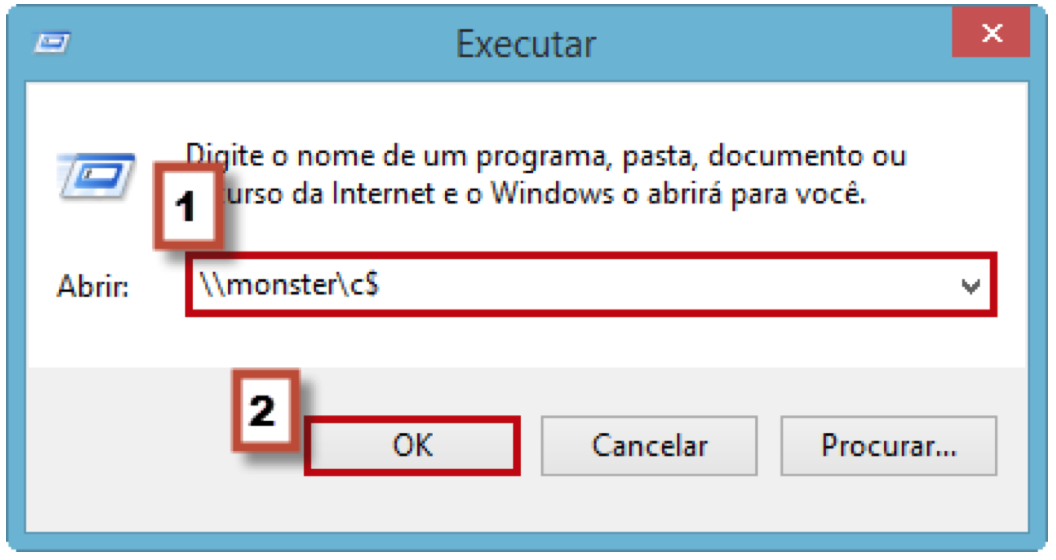 Executar
Digite o nome de um programa, pasta, documento ou
urso da Internet e o Windows o abrirá para você.
1
Abrir: \\monster\c$
2
OK Cancelar Procurar...